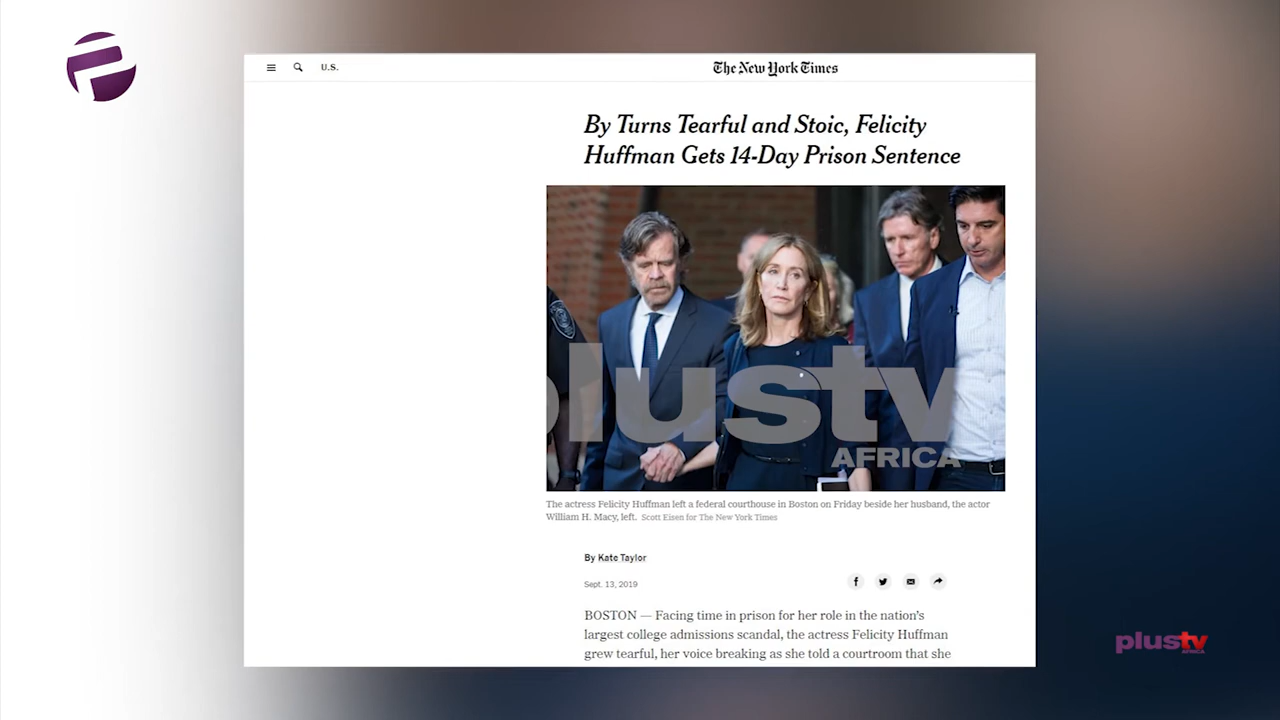 U.S.
The New York Times
By Turns Tearful and Stoic, Felicity
Huffman Gets 14-Day Prison Sentence
plustv
AFRICA
The actress Felicity Huffman left a federal courthouse in Boston on Friday beside her husband, the actor
William H. Macy, left. Scott Eisen for The New York Times
By Kate Taylor
Sept. 13, 2019
BOSTON — Facing time in prison for her role in the nation's
largest college admissions scandal, the actress Felicity Huffman
grew tearful, her voice breaking as she told a courtroom that she
plustv
AFRICA